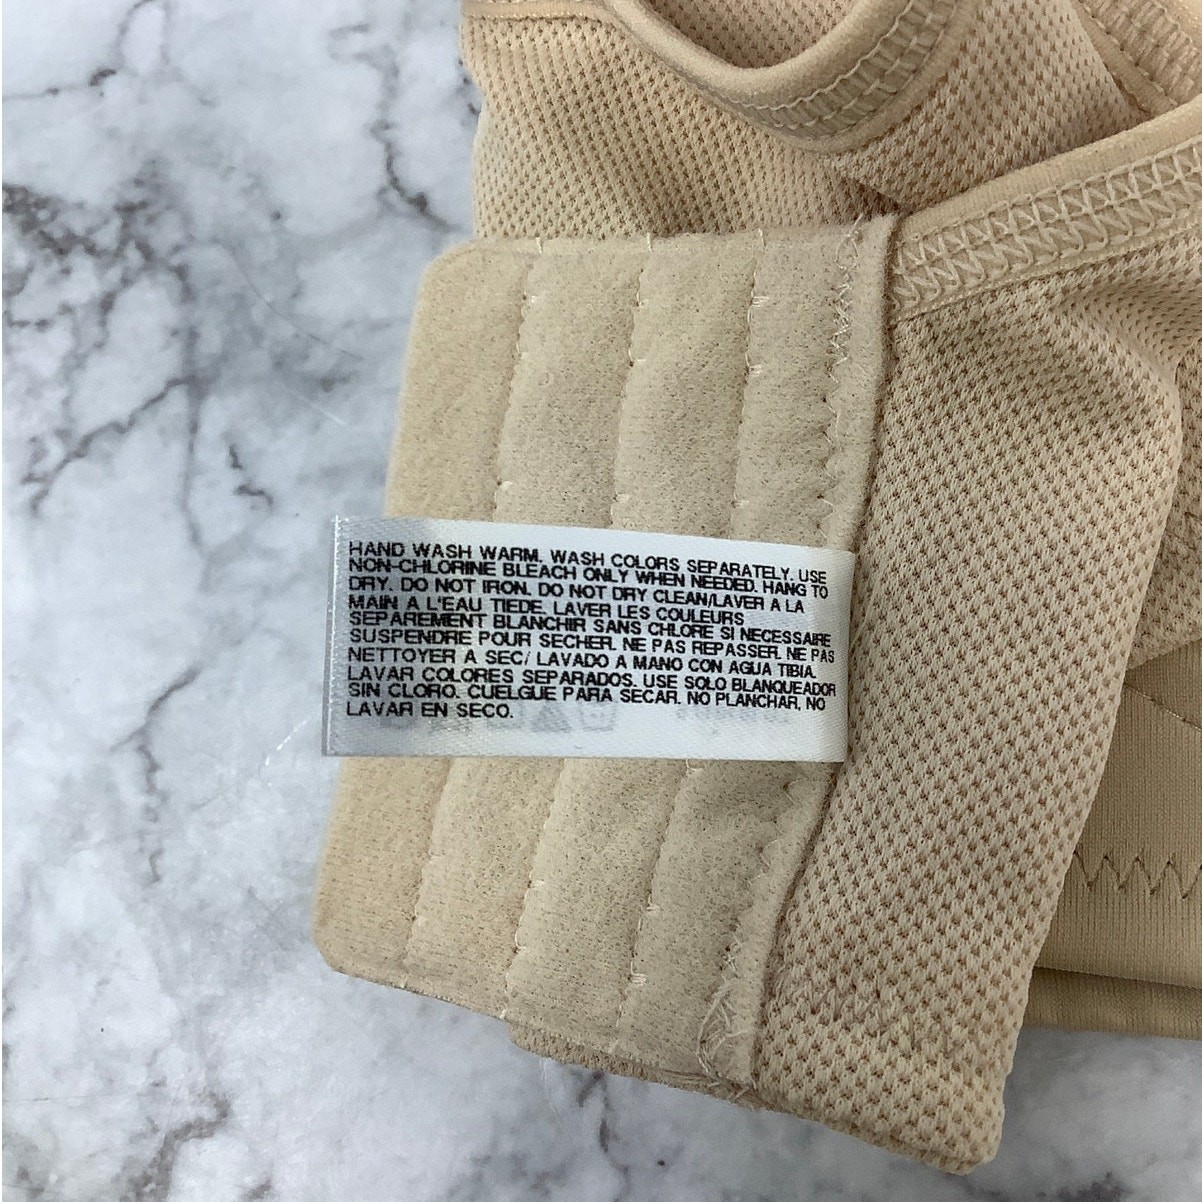 HAND WASH WARM. WASH COLORS SEPARATELY. USE
NON-CHLORINE BLEACH ONLY WHEN NEEDED. HANG TO
DRY. DO NOT IRON. DO NOT DRY CLEAN/LAVER A LA
MAIN A L'EAU TIEDE. LAVER LES COULEURS
SEPAREMENT BLANCHIR SANS CHLORE SI NECESSAIRE
SUSPENDRE POUR SECHER. NE PAS REPASSER. NE PAS
NETTOYER A SEC/ LAVADO A MANO CON AGUA TIBIA.
LAVAR COLORES SEPARADOS. USE SOLO BLANQUEADOR
SIN CLORO. CUELGUE PARA SECAR. NO PLANCHAR, NO
LAVAR EN SECO.